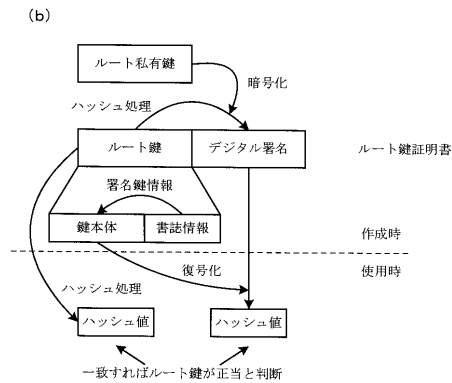 (b)
ルート私有鍵
暗号化
ハッシュ処理
ルート鍵
デジタル署名
ルート鍵証明書
署名鍵情報
鍵本体
書誌情報
作成時
使用時
復号化
ハッシュ処理
ハッシュ値
ハッシュ値
一致すればルート鍵が正当と判断